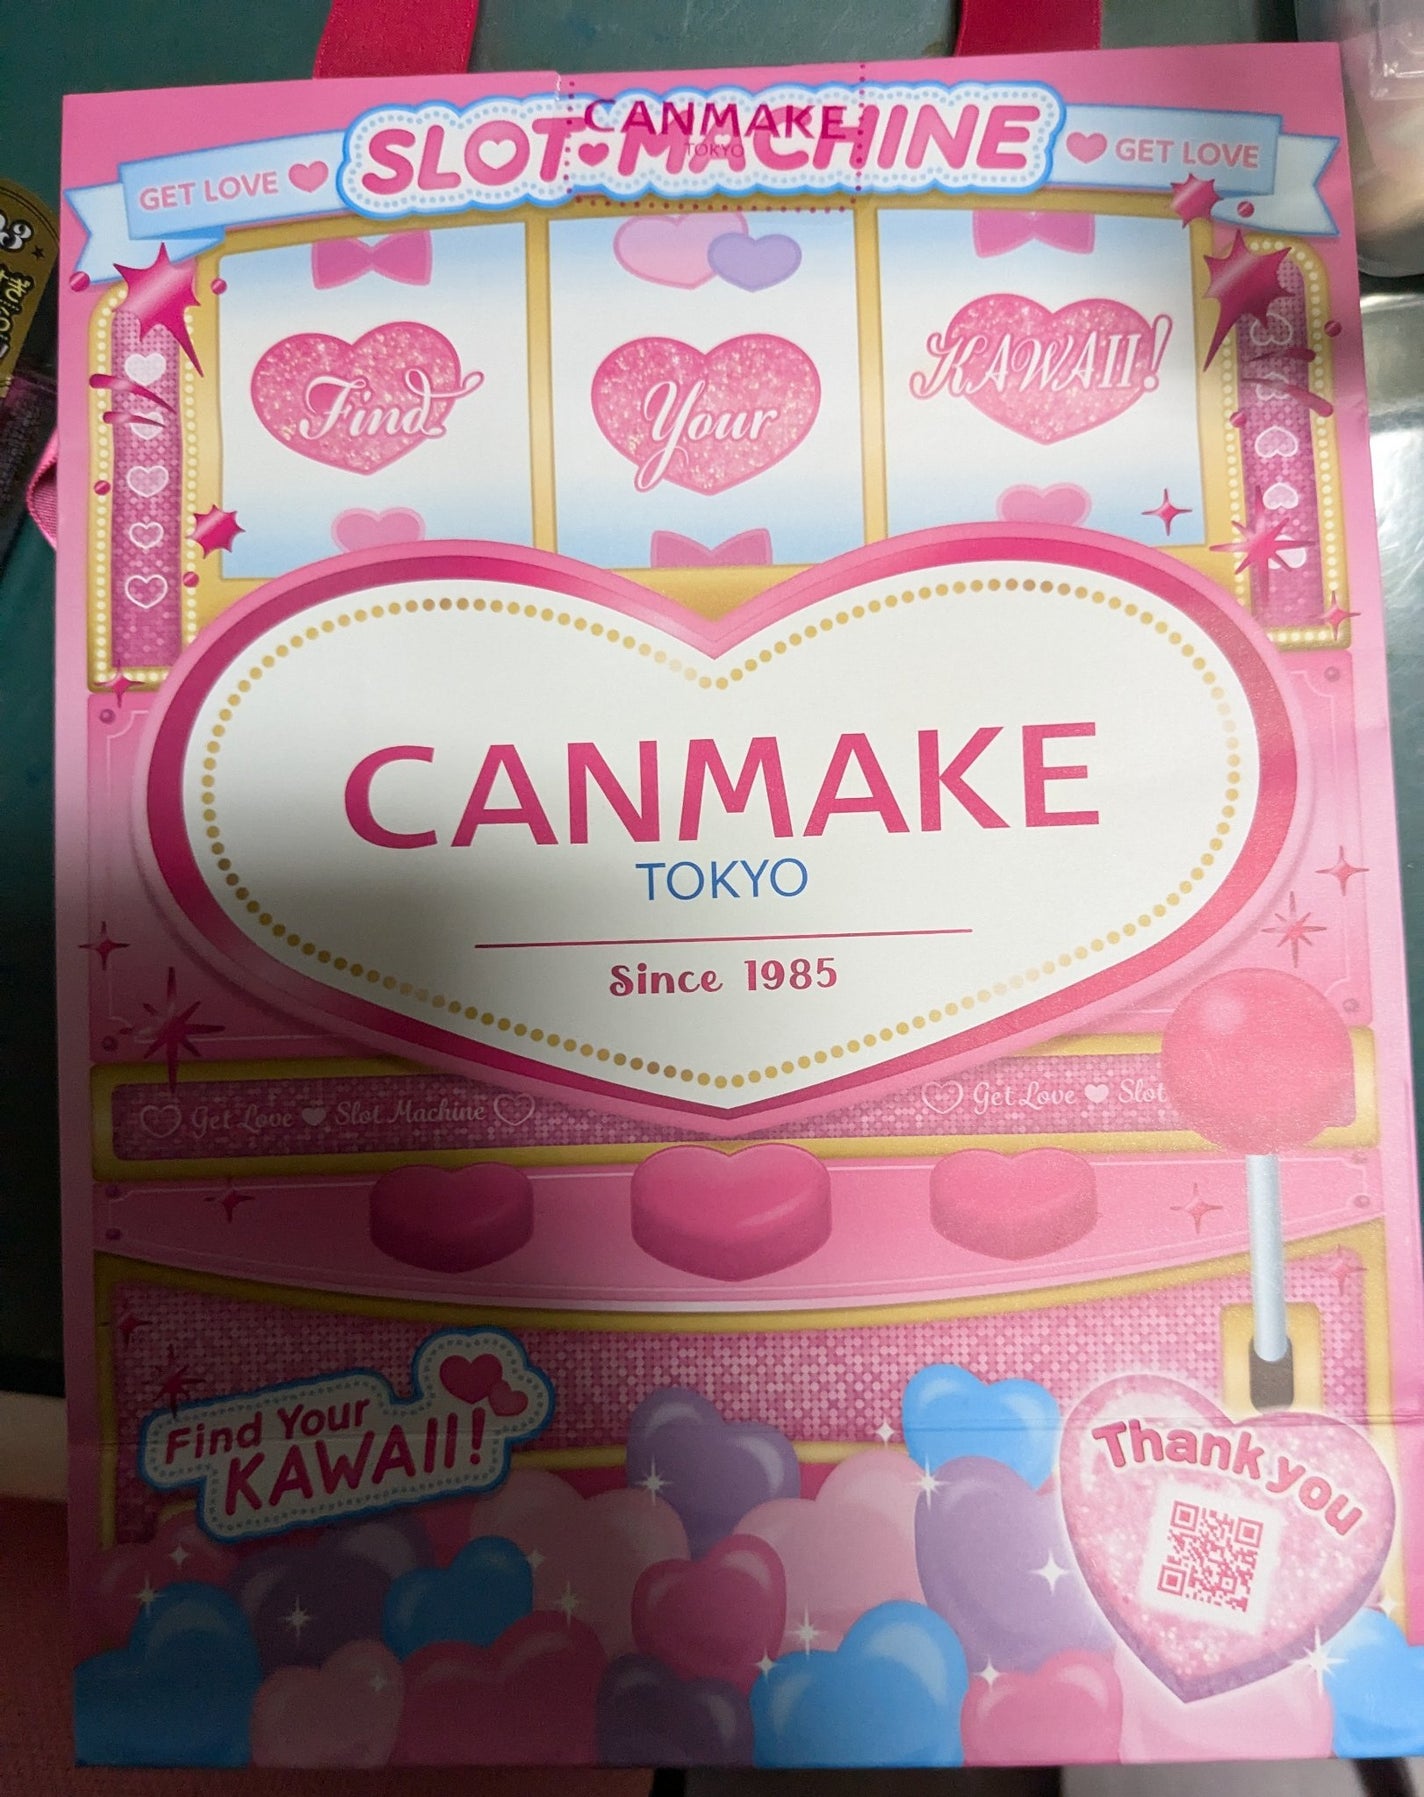 CANMAKE
TOKYO
SLOT MACHINE
GET LOVE
GET LOVE
Find
Your
KAWAII!
CANMAKE
TOKYO
Since 1985
Get Love Slot Machine
Get Love Slot
Find Your
KAWAII!
Thank you